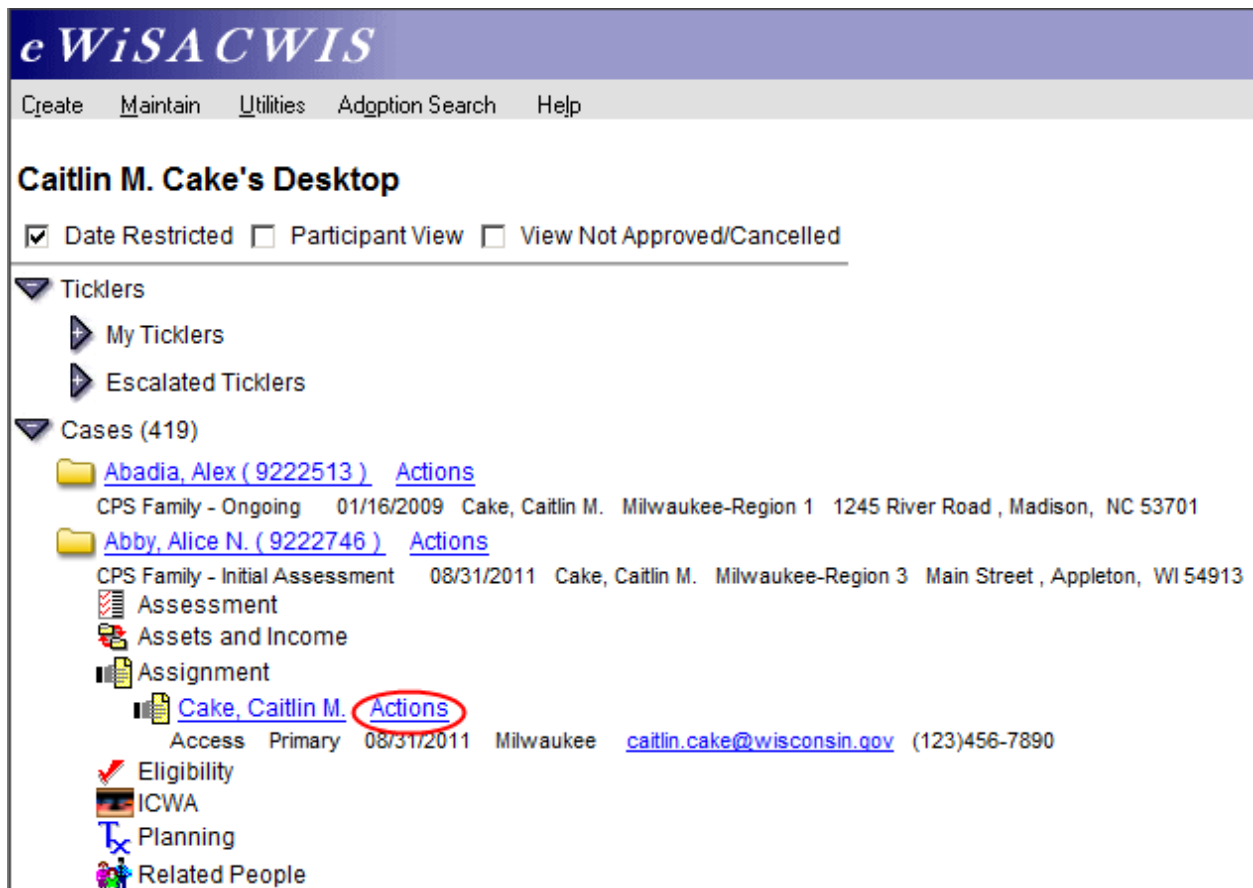 e WiSACWIS
Create Maintain Utilities Adoption Search Help
Caitlin M. Cake's Desktop
Date Restricted Participant View View Not Approved/Cancelled
Ticklers
My Ticklers
Escalated Ticklers
Cases (419)
Abadia, Alex ( 9222513 ) Actions
CPS Family - Ongoing 01/16/2009 Cake, Caitlin M. Milwaukee-Region 1 1245 River Road , Madison, NC 53701
Abby, Alice N. ( 9222746 ) Actions
CPS Family - Initial Assessment 08/31/2011 Cake, Caitlin M. Milwaukee-Region 3 Main Street , Appleton, WI 54913
Assessment
Assets and Income
Assignment
Cake, Caitlin M. Actions
Access Primary 08/31/2011 Milwaukee caitlin.cake@wisconsin.gov (123)456-7890
Eligibility
ICWA
Tx Planning
Related People